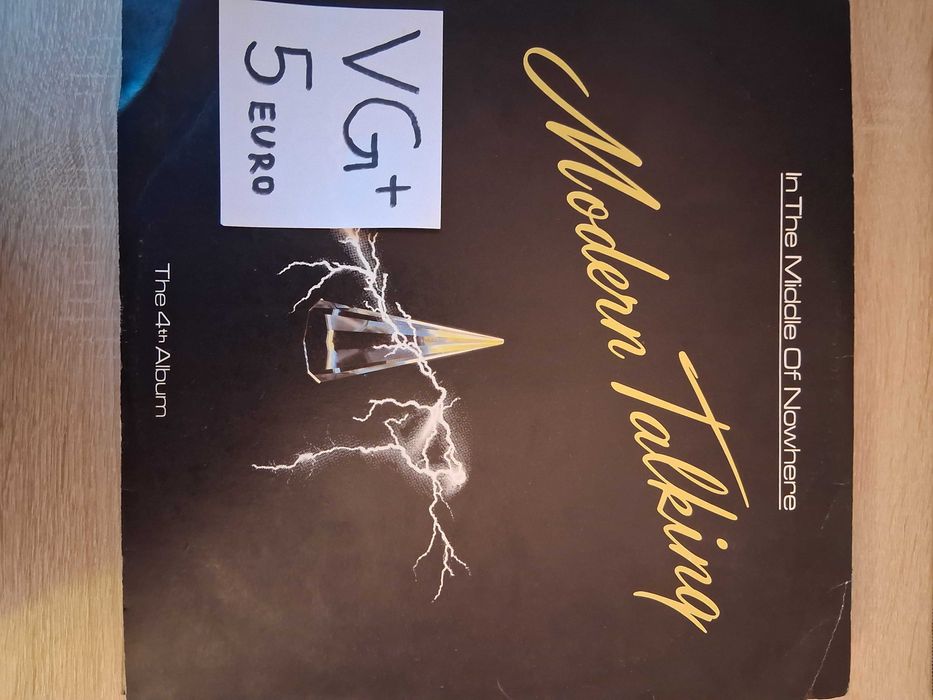 In The Middle Of Nowhere
Modern Talking
VG+
5 EURO
The 4th Album